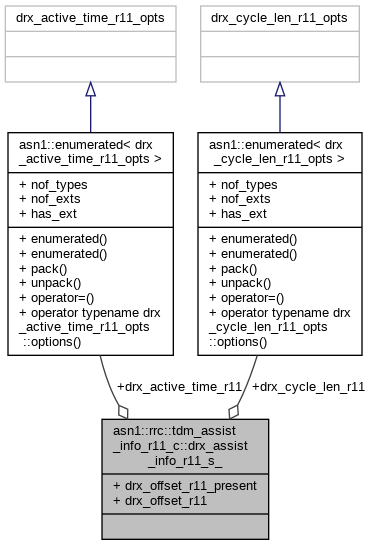 drx_active_time_r11_opts
drx_cycle_len_r11_opts
asn1::enumerated< drx
_active_time_r11_opts >
+ nof_types
+ nof_exts
+ has_ext
+ enumerated()
+ enumerated()
+ pack()
+ unpack()
+ operator=()
+ operator typename drx
_active_time_r11_opts
::options()
asn1::enumerated< drx
_cycle_len_r11_opts >
+ nof_types
+ nof_exts
+ has_ext
+ enumerated()
+ enumerated()
+ pack()
+ unpack()
+ operator=()
+ operator typename drx
_cycle_len_r11_opts
::options()
+drx_active_time_r11
+drx_cycle_len_r11
asn1::rrc::tdm_assist
_info_r11_c::drx_assist
_info_r11_s_
+ drx_offset_r11_present
+ drx_offset_r11